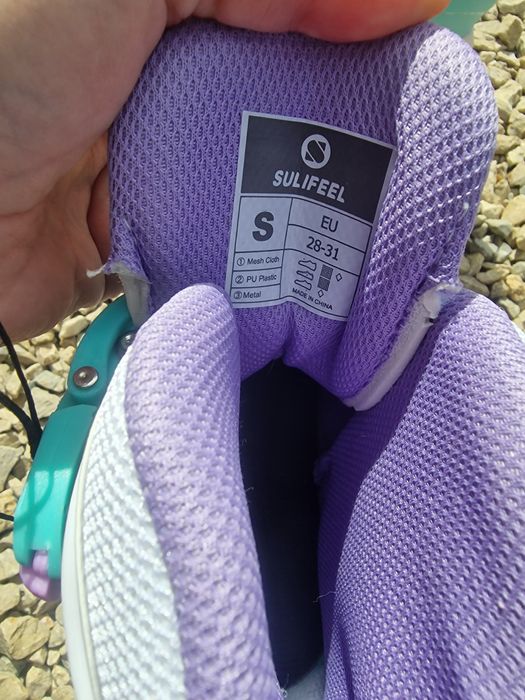 SULIFEEL
S
EU
28-31
① Mesh Cloth
② PU Plastic
③ Metal
MADE IN CHINA